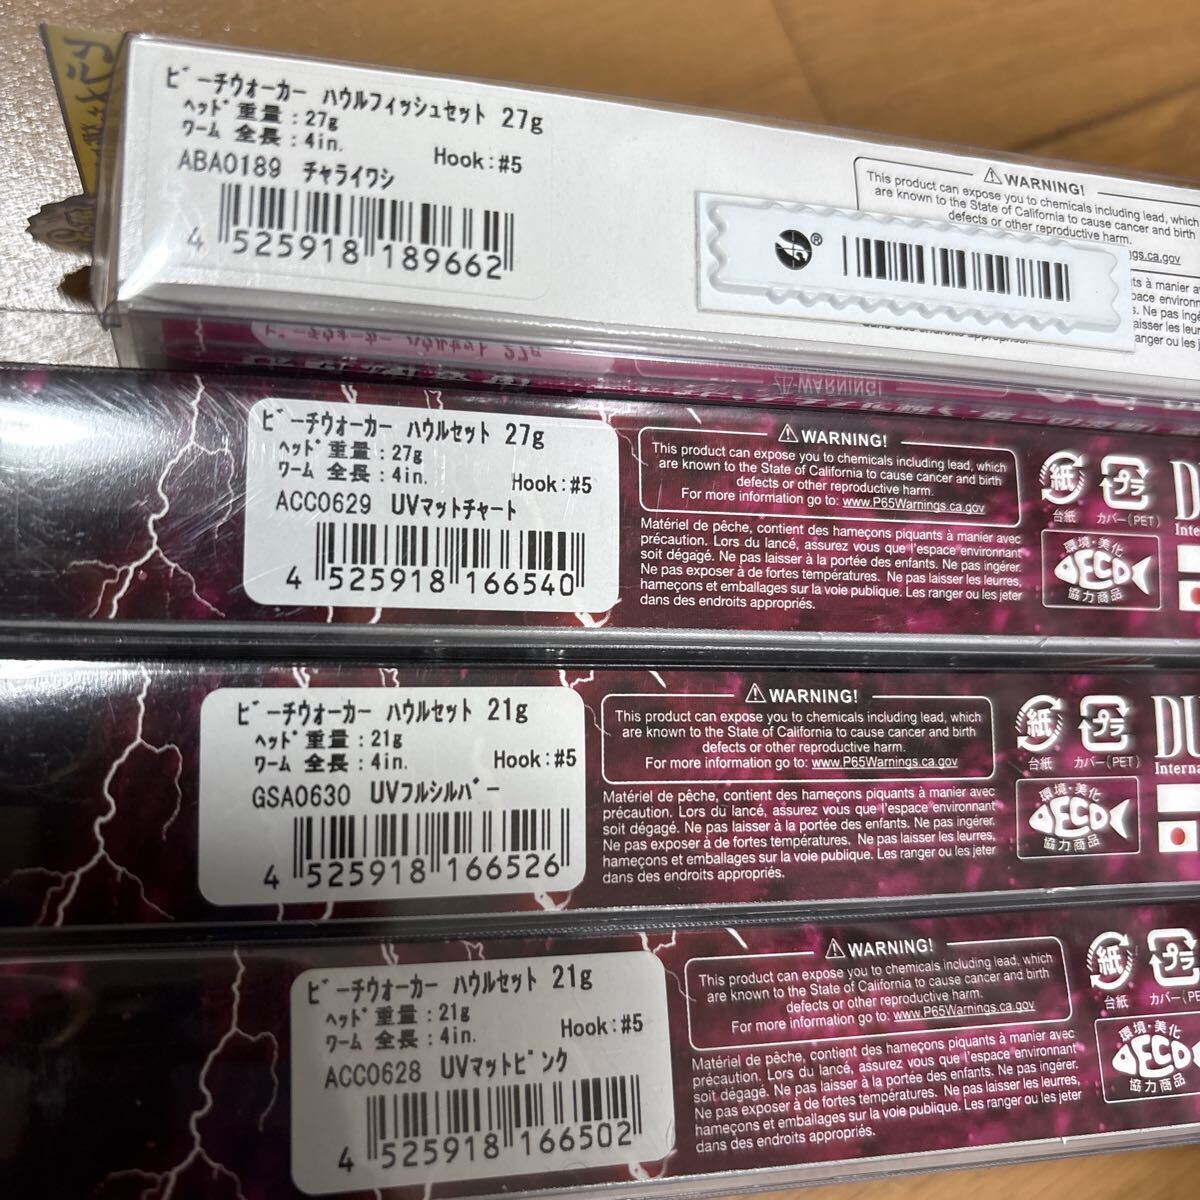 ビーチウォーカー ハウルフィッシュセット 27g
ヘッド重量:27g
ワーム 全長:4in.
Hook:#5
ABA0189 チャライワシ
4 525918 189662
WARNING!
This product can expose you to chemicals including lead, which
are known to the State of California to cause cancer and birth
defects or other reproductive harm.
ngs.ca.gov
®
ビーチウォーカー ハウルセット 27g
WARNING!
ビーチウォーカー ハウルセット 27g
ヘッド重量:27g
ワーム 全長:4in.
Hook:#5
ACC0629 UVマットチャート
4 525918 166540
WARNING!
This product can expose you to chemicals including lead, which
are known to the State of California to cause cancer and birth
defects or other reproductive harm.
For more information go to: www.P65Warnings.ca.gov
Matériel de pêche, contient des hameçons piquants à manier avec
précaution. Lors du lancé, assurez vous que l'espace environnant
soit dégagé. Ne pas laisser à la portée des enfants. Ne pas ingérer.
Ne pas exposer à de fortes températures. Ne pas laisser les leurres,
hameçons et emballages sur la voie publique. Les ranger ou les jeter
dans des endroits appropriés.
紙
台紙
プラ
カバー(PET)
環境・美化
ECO
協力商品
ビーチウォーカー ハウルセット 21g
ヘッド重量:21g
ワーム 全長:4in.
Hook:#5
GSA0630 UVフルシルバー
4 525918 166526
WARNING!
This product can expose you to chemicals including lead, which
are known to the State of California to cause cancer and birth
defects or other reproductive harm.
For more information go to: www.P65Warnings.ca.gov
Matériel de pêche, contient des hameçons piquants à manier avec
précaution. Lors du lancé, assurez vous que l'espace environnant
soit dégagé. Ne pas laisser à la portée des enfants. Ne pas ingérer.
Ne pas exposer à de fortes températures. Ne pas laisser les leurres,
hameçons et emballages sur la voie publique. Les ranger ou les jeter
dans des endroits appropriés.
紙
台紙
プラ
カバー(PET)
環境・美化
ECO
協力商品
ビーチウォーカー ハウルセット 21g
ヘッド重量:21g
ワーム 全長:4in.
Hook:#5
ACC0628 UVマットピンク
4 525918 166502
WARNING!
This product can expose you to chemicals including lead, which
are known to the State of California to cause cancer and birth
defects or other reproductive harm.
For more information go to: www.P65Warnings.ca.gov
Matériel de pêche, contient des hameçons piquants à manier avec
précaution. Lors du lancé, assurez vous que l'espace environnant
soit dégagé. Ne pas laisser à la portée des enfants. Ne pas ingérer.
Ne pas exposer à de fortes températures. Ne pas laisser les leurres,
hameçons et emballages sur la voie publique. Les ranger ou les jeter
dans des endroits appropriés.
紙
台紙
プラ
カバー(PE
環境・美化
ECO
協力商品